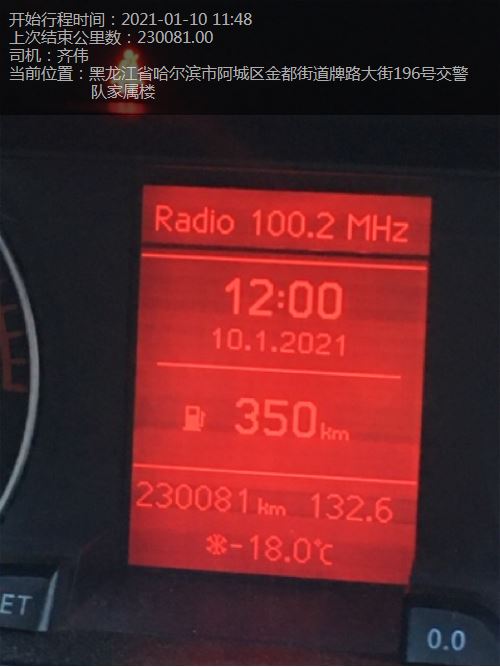 开始行程时间：2021-01-10 11:48
上次结束公里数：230081.00
司机：齐伟
当前位置：黑龙江省哈尔滨市阿城区金都街道牌路大街196号交警
队家属楼
Radio 100.2 MHz
12:00
10.1.2021
350km
230081km 132.6
-18.0℃
ET
0.0